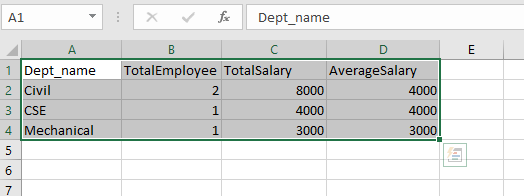 A1 Dept_name
A B C D E
1 Dept_name TotalEmployee TotalSalary AverageSalary
2 Civil 2 8000 4000
3 CSE 1 4000 4000
4 Mechanical 1 3000 3000
5
6
7